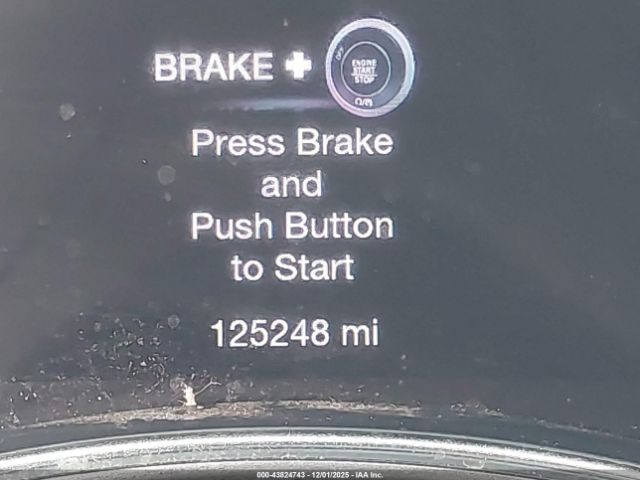 BRAKE + OFF ENGINE START STOP
Press Brake
and
Push Button
to Start
125248 mi
000-43824743 - 12/01/2025 - IAA Inc.